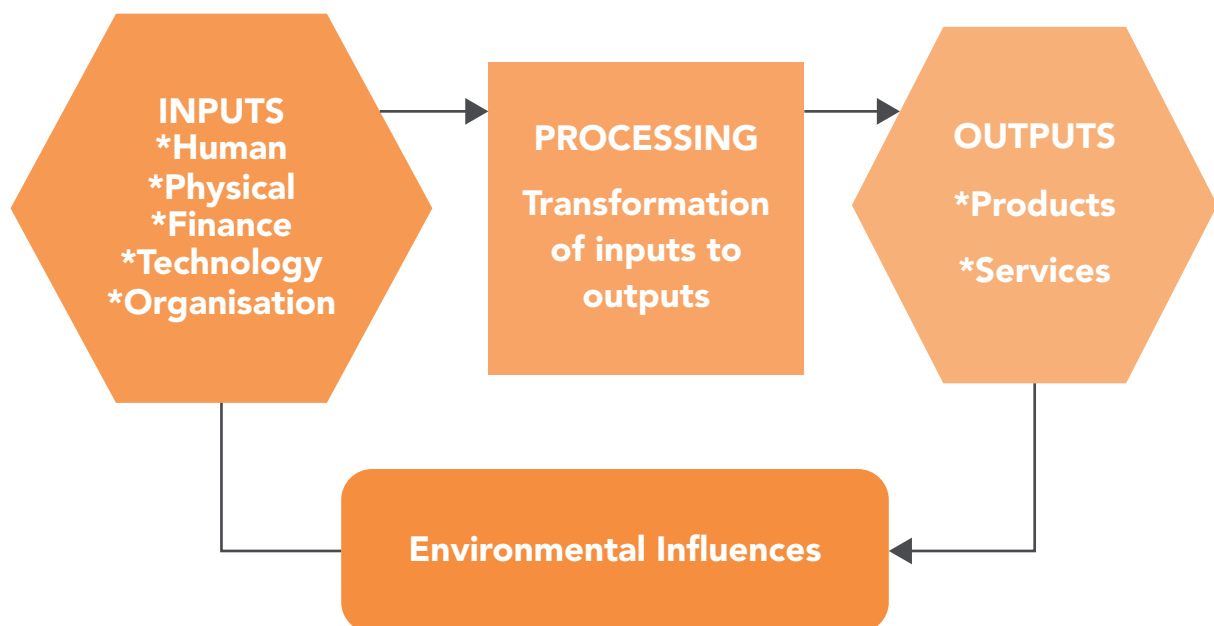 INPUTS
*Human
*Physical
*Finance
*Technology
*Organisation
PROCESSING
Transformation
of inputs to
outputs
OUTPUTS
*Products
*Services
Environmental Influences